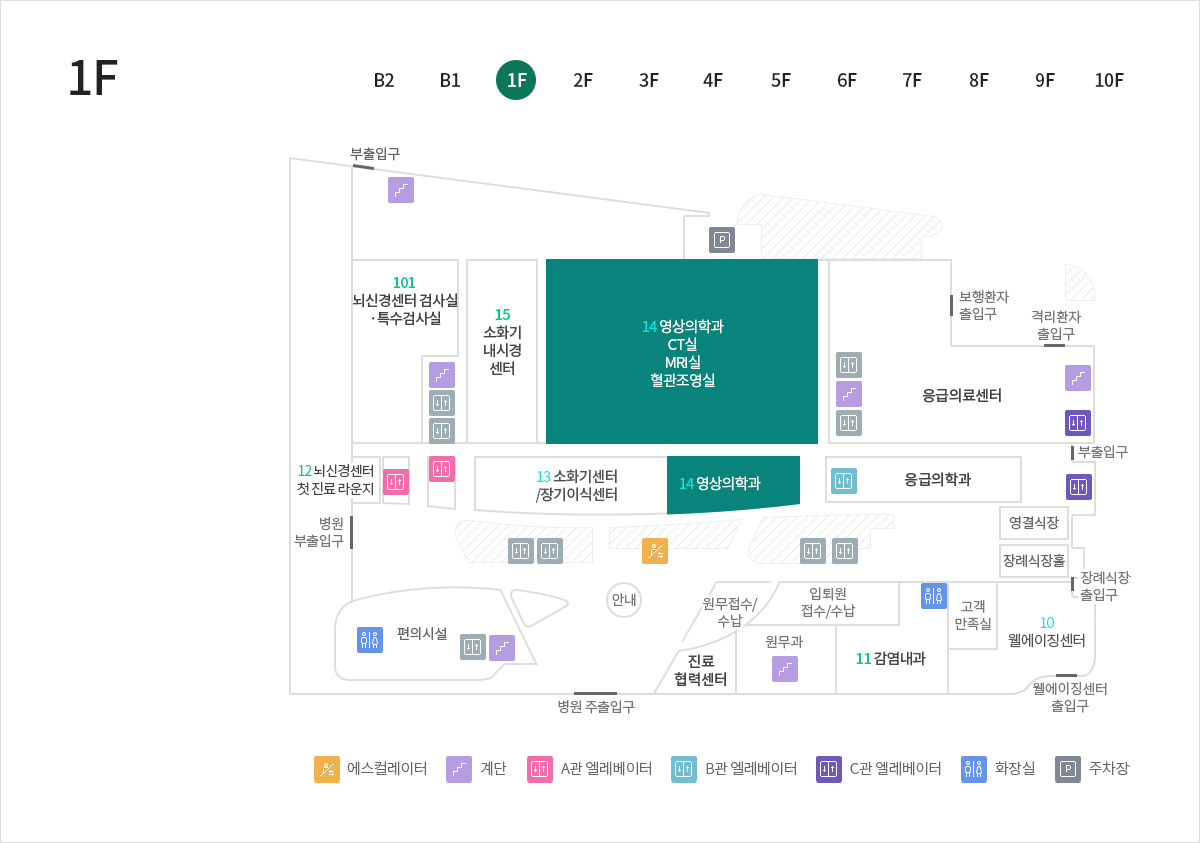 1F
B2 B1 1F 2F 3F 4F 5F 6F 7F 8F 9F 10F
부출입구
P
101
뇌신경센터 검사실
·특수검사실
15
소화기
내시경
센터
14 영상의학과
CT실
MRI실
혈관조영실
보행환자
출입구
격리환자
출입구
응급의료센터
부출입구
12 뇌신경센터
첫 진료 라운지
13 소화기센터
/장기이식센터
14 영상의학과
응급의학과
병원
부출입구
영결식장
장례식장홀
장례식장
출입구
안내
편의시설
원무접수/
수납
입퇴원
접수/수납
고객
만족실
10
웰에이징센터
원무과
11 감염내과
진료
협력센터
병원 주출입구
웰에이징센터
출입구
에스컬레이터 계단 A관 엘레베이터 B관 엘레베이터 C관 엘레베이터 화장실 P 주차장